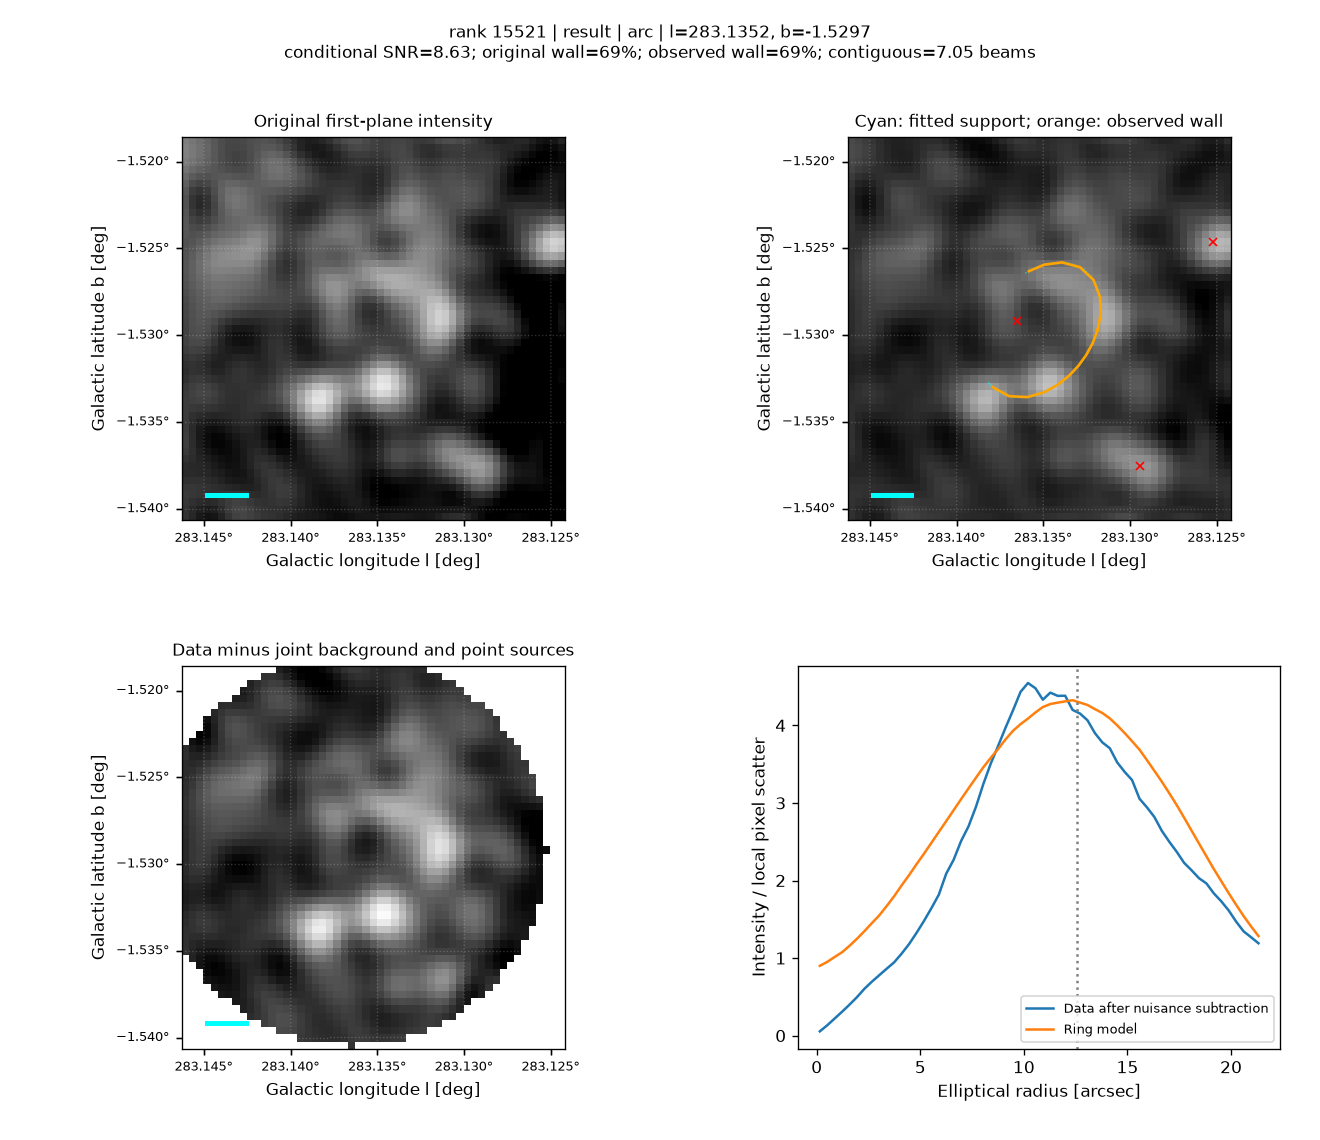 rank 15521 | result | arc | l=283.1352, b=-1.5297
conditional SNR=8.63; original wall=69%; observed wall=69%; contiguous=7.05 beams
Original first-plane intensity
Galactic latitude b [deg]
−1.520°
−1.525°
−1.530°
−1.535°
−1.540°
283.145°
283.140°
283.135°
283.130°
283.125°
Galactic longitude l [deg]
Cyan: fitted support; orange: observed wall
Galactic latitude b [deg]
−1.520°
−1.525°
−1.530°
−1.535°
−1.540°
283.145°
283.140°
283.135°
283.130°
283.125°
Galactic longitude l [deg]
Data minus joint background and point sources
Galactic latitude b [deg]
−1.520°
−1.525°
−1.530°
−1.535°
−1.540°
283.145°
283.140°
283.135°
283.130°
283.125°
Galactic longitude l [deg]
Intensity / local pixel scatter
4
3
2
1
0
0
5
10
15
20
Elliptical radius [arcsec]
Data after nuisance subtraction
Ring model